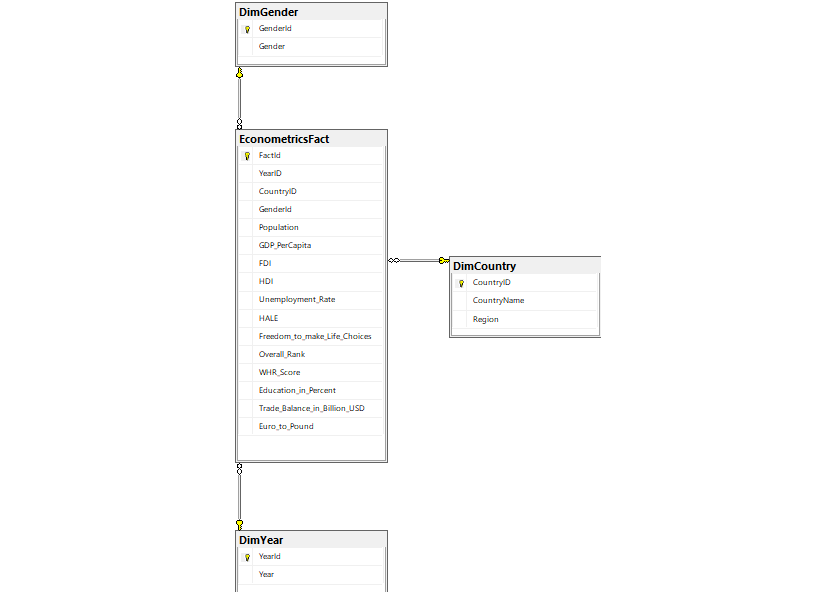 DimGender
GenderId
Gender
EconometricsFact
FactId
YearID
CountryID
GenderId
Population
GDP_PerCapita
FDI
HDI
Unemployment_Rate
HALE
Freedom_to_make_Life_Choices
Overall_Rank
WHR_Score
Education_in_Percent
Trade_Balance_in_Billion_USD
Euro_to_Pound
DimCountry
CountryID
CountryName
Region
DimYear
YearId
Year